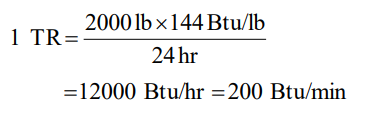 1 TR = 2000 lb × 144 Btu/lb / 24 hr
= 12000 Btu/hr = 200 Btu/min